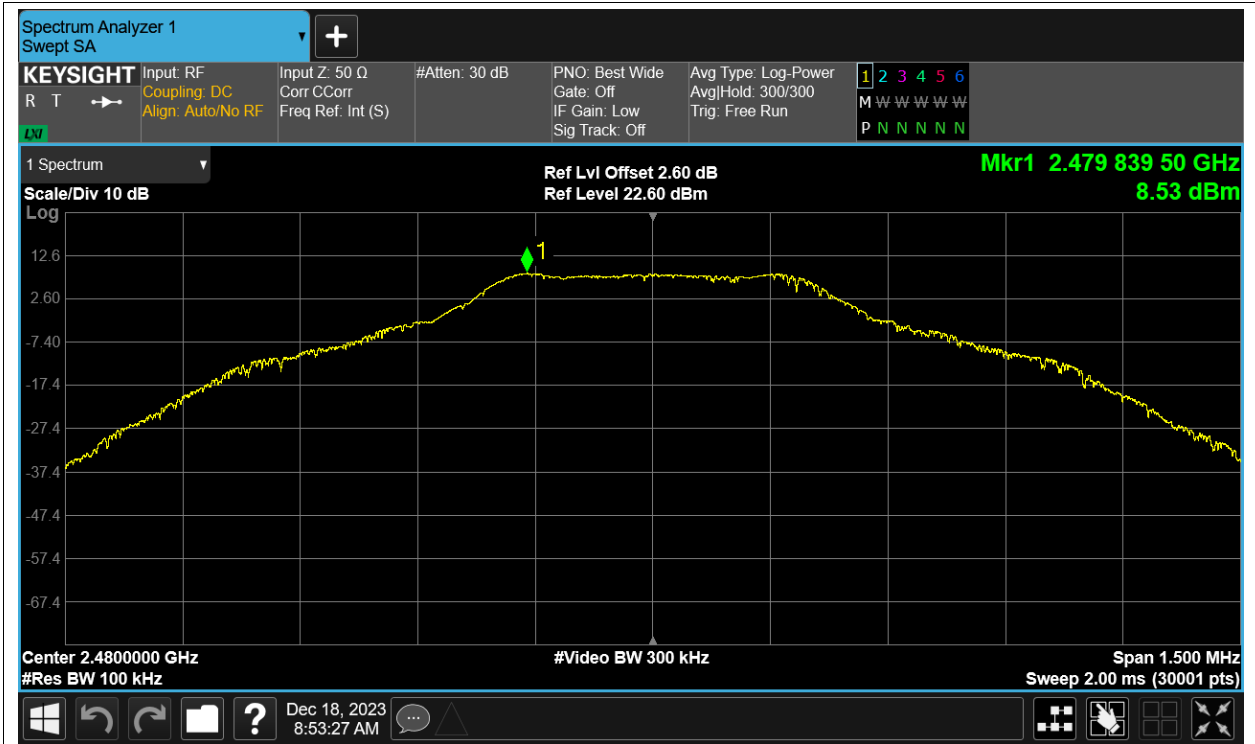 Spectrum Analyzer 1
Swept SA
KEYSIGHT Input: RF Input Z: 50 Ω #Atten: 30 dB PNO: Best Wide Avg Type: Log-Power 1 2 3 4 5 6
R T Coupling: DC Corr CCorr Gate: Off Avg|Hold: 300/300 M W W W W W
Align: Auto/No RF Freq Ref: Int (S) IF Gain: Low Trig: Free Run
LXI Sig Track: Off P N N N N N
1 Spectrum
Ref Lvl Offset 2.60 dB Mkr1 2.479 839 50 GHz
Scale/Div 10 dB Ref Level 22.60 dBm 8.53 dBm
Log
1
12.6
2.60
-7.40
-17.4
-27.4
-37.4
-47.4
-57.4
-67.4
Center 2.4800000 GHz #Video BW 300 kHz Span 1.500 MHz
#Res BW 100 kHz Sweep 2.00 ms (30001 pts)
? Dec 18, 2023
8:53:27 AM